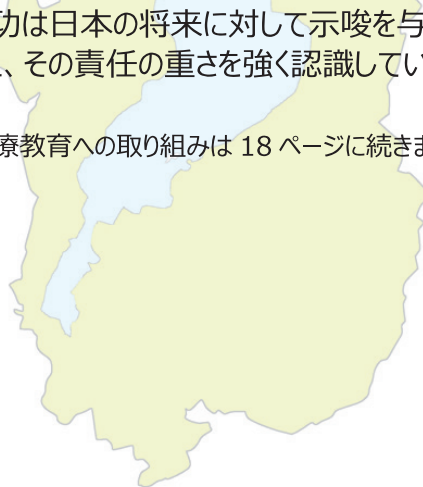 功は日本の将来に対して示唆を与
、その責任の重さを強く認識してい
療教育への取り組みは 18 ページに続きま